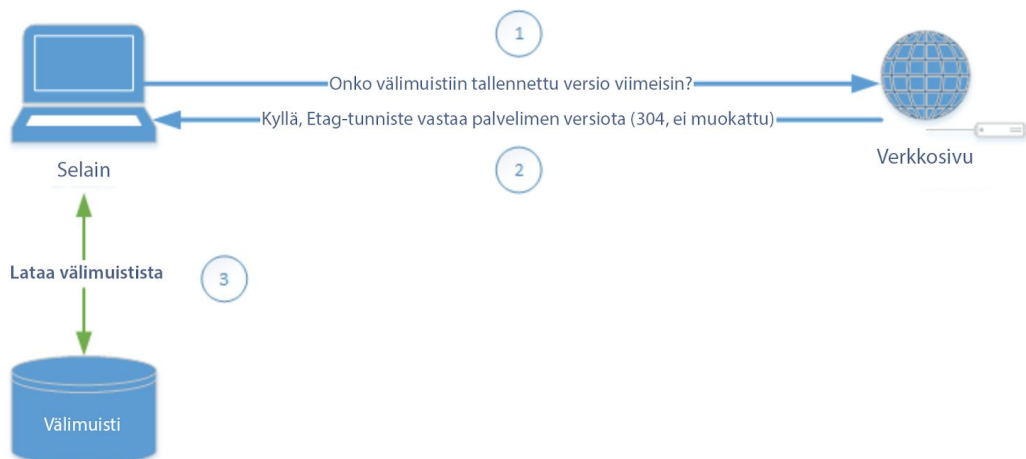 1
Onko välimuistiin tallennettu versio viimeisin?
Kyllä, Etag-tunniste vastaa palvelimen versiota (304, ei muokattu)
Selain
2
Verkkosivu
Lataa välimuistista
3
Välimuisti